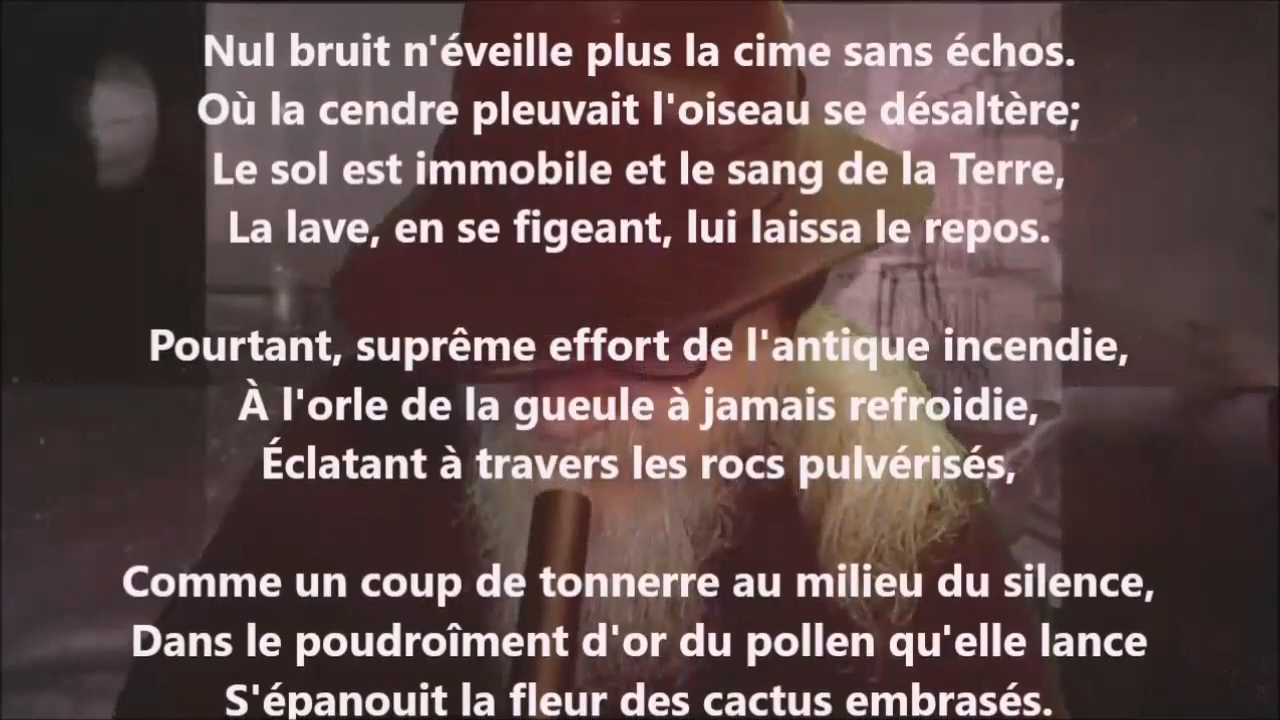 Nul bruit n'éveille plus la cime sans échos.
Où la cendre pleuvait l'oiseau se désaltère;
Le sol est immobile et le sang de la Terre,
La lave, en se figeant, lui laissa le repos.
Pourtant, suprême effort de l'antique incendie,
À l'orle de la gueule à jamais refroidie,
Éclatant à travers les rocs pulvérisés,
Comme un coup de tonnerre au milieu du silence,
Dans le poudroîment d'or du pollen qu'elle lance
S'épanouit la fleur des cactus embrasés.